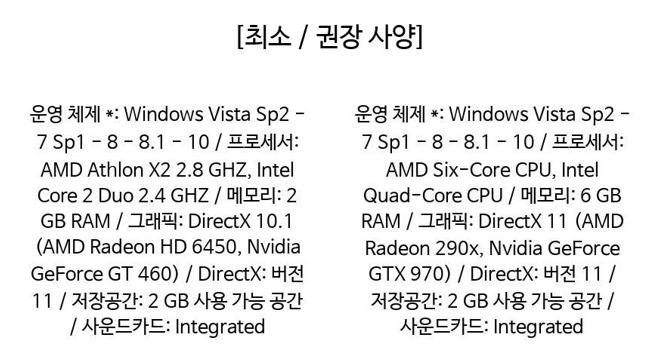 [최소 / 권장 사양]
운영 체제 *: Windows Vista Sp2 -
7 Sp1 - 8 - 8.1 - 10 / 프로세서:
AMD Athlon X2 2.8 GHZ, Intel
Core 2 Duo 2.4 GHZ / 메모리: 2
GB RAM / 그래픽: DirectX 10.1
(AMD Radeon HD 6450, Nvidia
GeForce GT 460) / DirectX: 버전
11 / 저장공간: 2 GB 사용 가능 공간
/ 사운드카드: Integrated
운영 체제 *: Windows Vista Sp2 -
7 Sp1 - 8 - 8.1 - 10 / 프로세서:
AMD Six-Core CPU, Intel
Quad-Core CPU / 메모리: 6 GB
RAM / 그래픽: DirectX 11 (AMD
Radeon 290x, Nvidia GeForce
GTX 970) / DirectX: 버전 11 /
저장공간: 2 GB 사용 가능 공간 /
사운드카드: Integrated